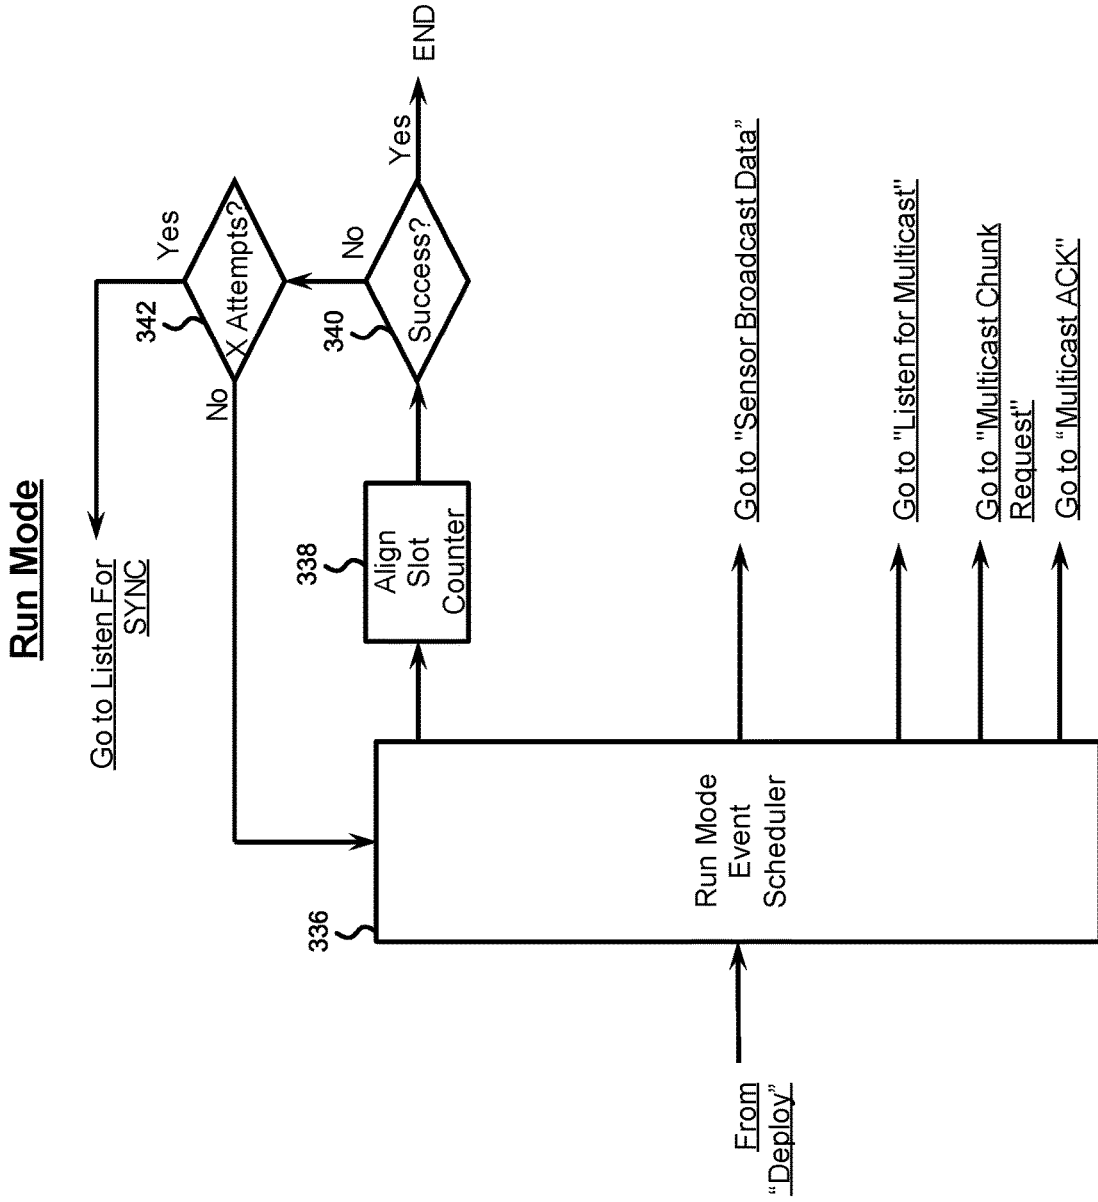 Run Mode
Go to Listen For
SYNC
342
X Attempts?
Yes
No
340
Success?
No
Yes
END
338
Align
Slot
Counter
336
Run Mode
Event
Scheduler
From
“Deploy”
Go to "Sensor Broadcast Data”
Go to "Listen for Multicast"
Go to "Multicast Chunk
Request"
Go to “Multicast ACK"